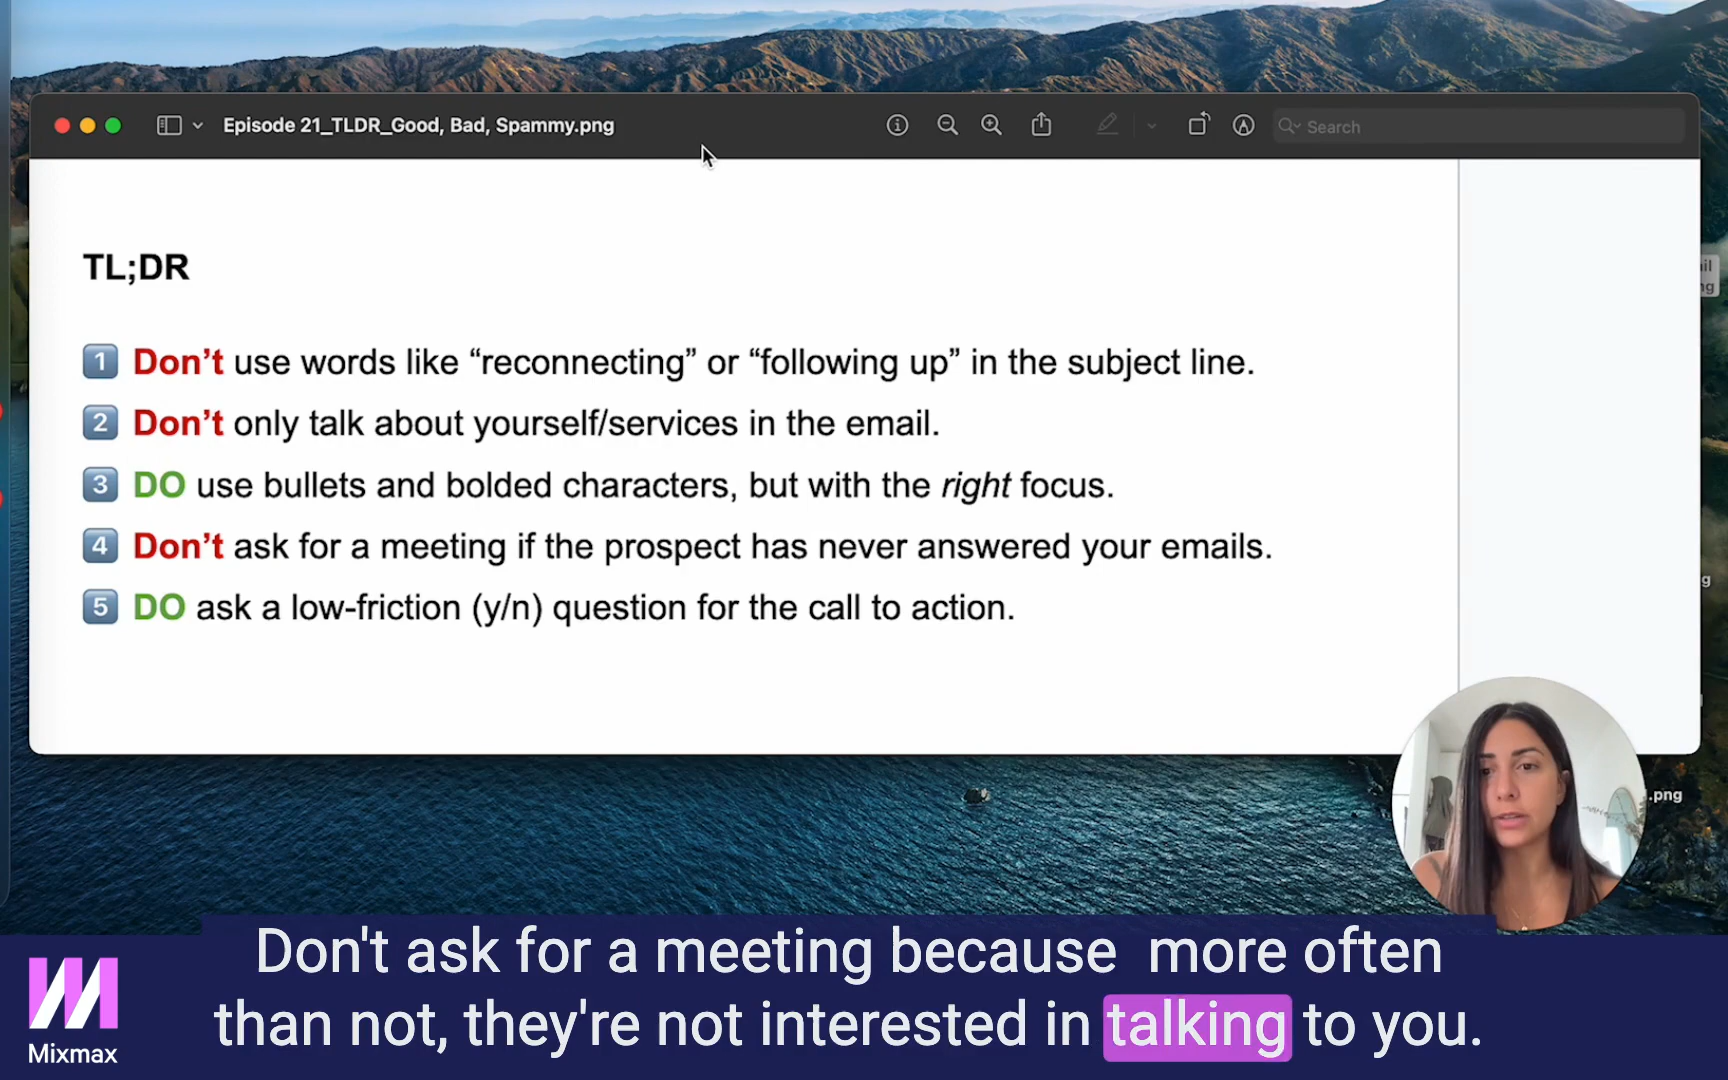 Episode 21_TLDR_Good, Bad, Spammy.png
Search
TL;DR
1 Don't use words like “reconnecting” or “following up” in the subject line.
2 Don't only talk about yourself/services in the email.
3 DO use bullets and bolded characters, but with the right focus.
4 Don't ask for a meeting if the prospect has never answered your emails.
5 DO ask a low-friction (y/n) question for the call to action.
.png
Don't ask for a meeting because more often
than not, they're not interested in talking to you.
Mixmax